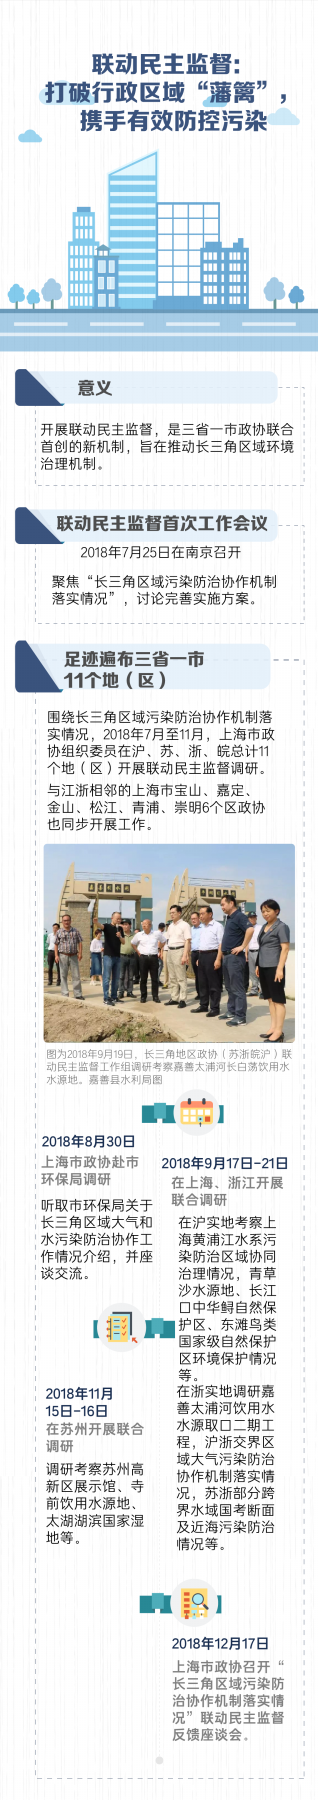 联动民主监督：
打破行政区域“藩篱”，
携手有效防控污染
意义
开展联动民主监督，是三省一市政协联合
首创的新机制，旨在推动长三角区域环境
治理机制。
联动民主监督首次工作会议
2018年7月25日在南京召开
聚焦“长三角区域污染防治协作机制
落实情况”，讨论完善实施方案。
足迹遍布三省一市
11个地（区）
围绕长三角区域污染防治协作机制落
实情况，2018年7月至11月，上海市政
协组织委员在沪、苏、浙、皖总计11
个地（区）开展联动民主监督调研。
与江浙相邻的上海市宝山、嘉定、
金山、松江、青浦、崇明6个区政协
也同步开展工作。
图为2018年9月19日，长三角地区政协（苏浙皖沪）联
动民主监督工作组调研考察嘉善太浦河长白荡饮用水
水源地。嘉善县水利局图
2018年8月30日
上海市政协赴市
环保局调研
听取市环保局关于
长三角区域大气和
水污染防治协作工
作情况介绍，并座
谈交流。
2018年9月17日-21日
在上海、浙江开展
联合调研
在沪实地考察上
海黄浦江水系污
染防治区域协同
治理情况，青草
沙水源地、长江
口中华鲟自然保
护区、东滩鸟类
国家级自然保护
区环境保护情况
等。
在浙实地调研嘉
善太浦河饮用水
水源取口二期工
程，沪浙交界区
域大气污染防治
协作机制落实情
况，苏浙部分跨
界水域国考断面
及近海污染防治
情况等。
2018年11月
15日-16日
在苏州开展联合
调研
调研考察苏州高
新区展示馆、寺
前饮用水源地、
太湖湖滨国家湿
地等。
2018年12月17日
上海市政协召开“
长三角区域污染防
治协作机制落实情
况”联动民主监督
反馈座谈会。